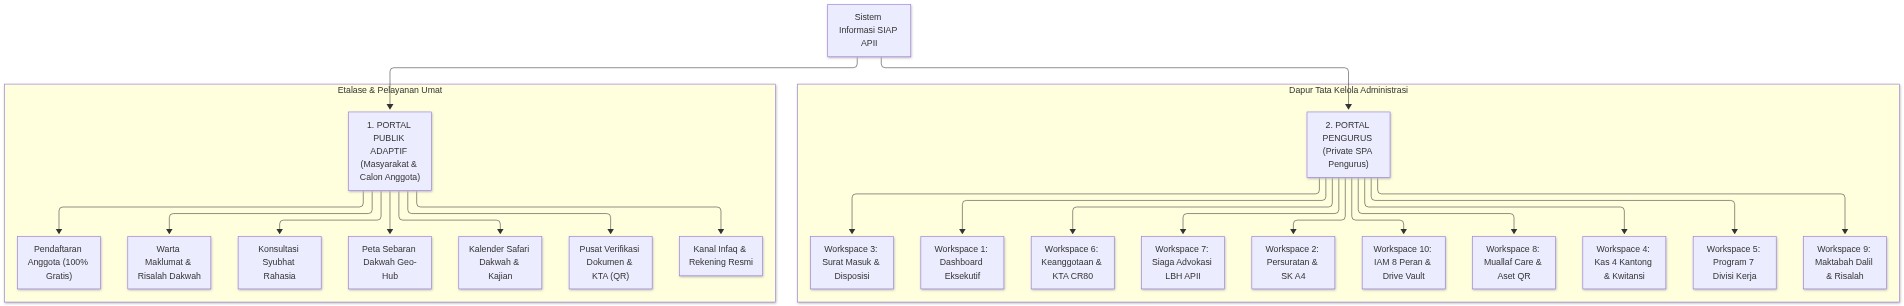 Sistem
Informasi SIAP
APII
Etalase & Pelayanan Umat
1. PORTAL
PUBLIK
ADAPTIF
(Masyarakat &
Calon Anggota)
Pendaftaran
Anggota (100%
Gratis)
Warta
Maklumat &
Risalah Dakwah
Konsultasi
Syubhat
Rahasia
Peta Sebaran
Dakwah Geo-
Hub
Kalender Safari
Dakwah &
Kajian
Pusat Verifikasi
Dokumen &
KTA (QR)
Kanal Infaq &
Rekening Resmi
Dapur Tata Kelola Administrasi
2. PORTAL
PENGURUS
(Private SPA
Pengurus)
Workspace 3:
Surat Masuk &
Disposisi
Workspace 1:
Dashboard
Eksekutif
Workspace 6:
Keanggotaan &
KTA CR80
Workspace 7:
Siaga Advokasi
LBH APII
Workspace 2:
Persuratan &
SK A4
Workspace 10:
IAM 8 Peran &
Drive Vault
Workspace 8:
Muallaf Care &
Aset QR
Workspace 4:
Kas 4 Kantong
& Kwitansi
Workspace 5:
Program 7
Divisi Kerja
Workspace 9:
Maktabah Dalil
& Risalah